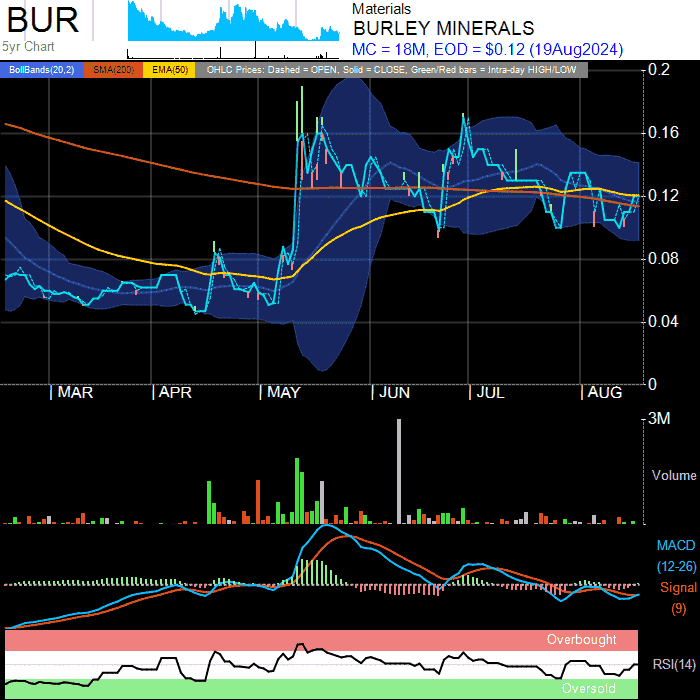 BUR
5yr Chart
Materials
BURLEY MINERALS
MC = 18M, EOD = $0.12 (19Aug2024)
BollBands(20,2) SMA(200) EMA(50) OHLC Prices: Dashed = OPEN, Solid = CLOSE, Green/Red bars = Intra-day HIGH/LOW
0.2
0.16
0.12
0.08
0.04
0
MAR APR MAY JUN JUL AUG
3M
Volume
MACD
(12-26)
Signal
(9)
Overbought
RSI(14)
Oversold